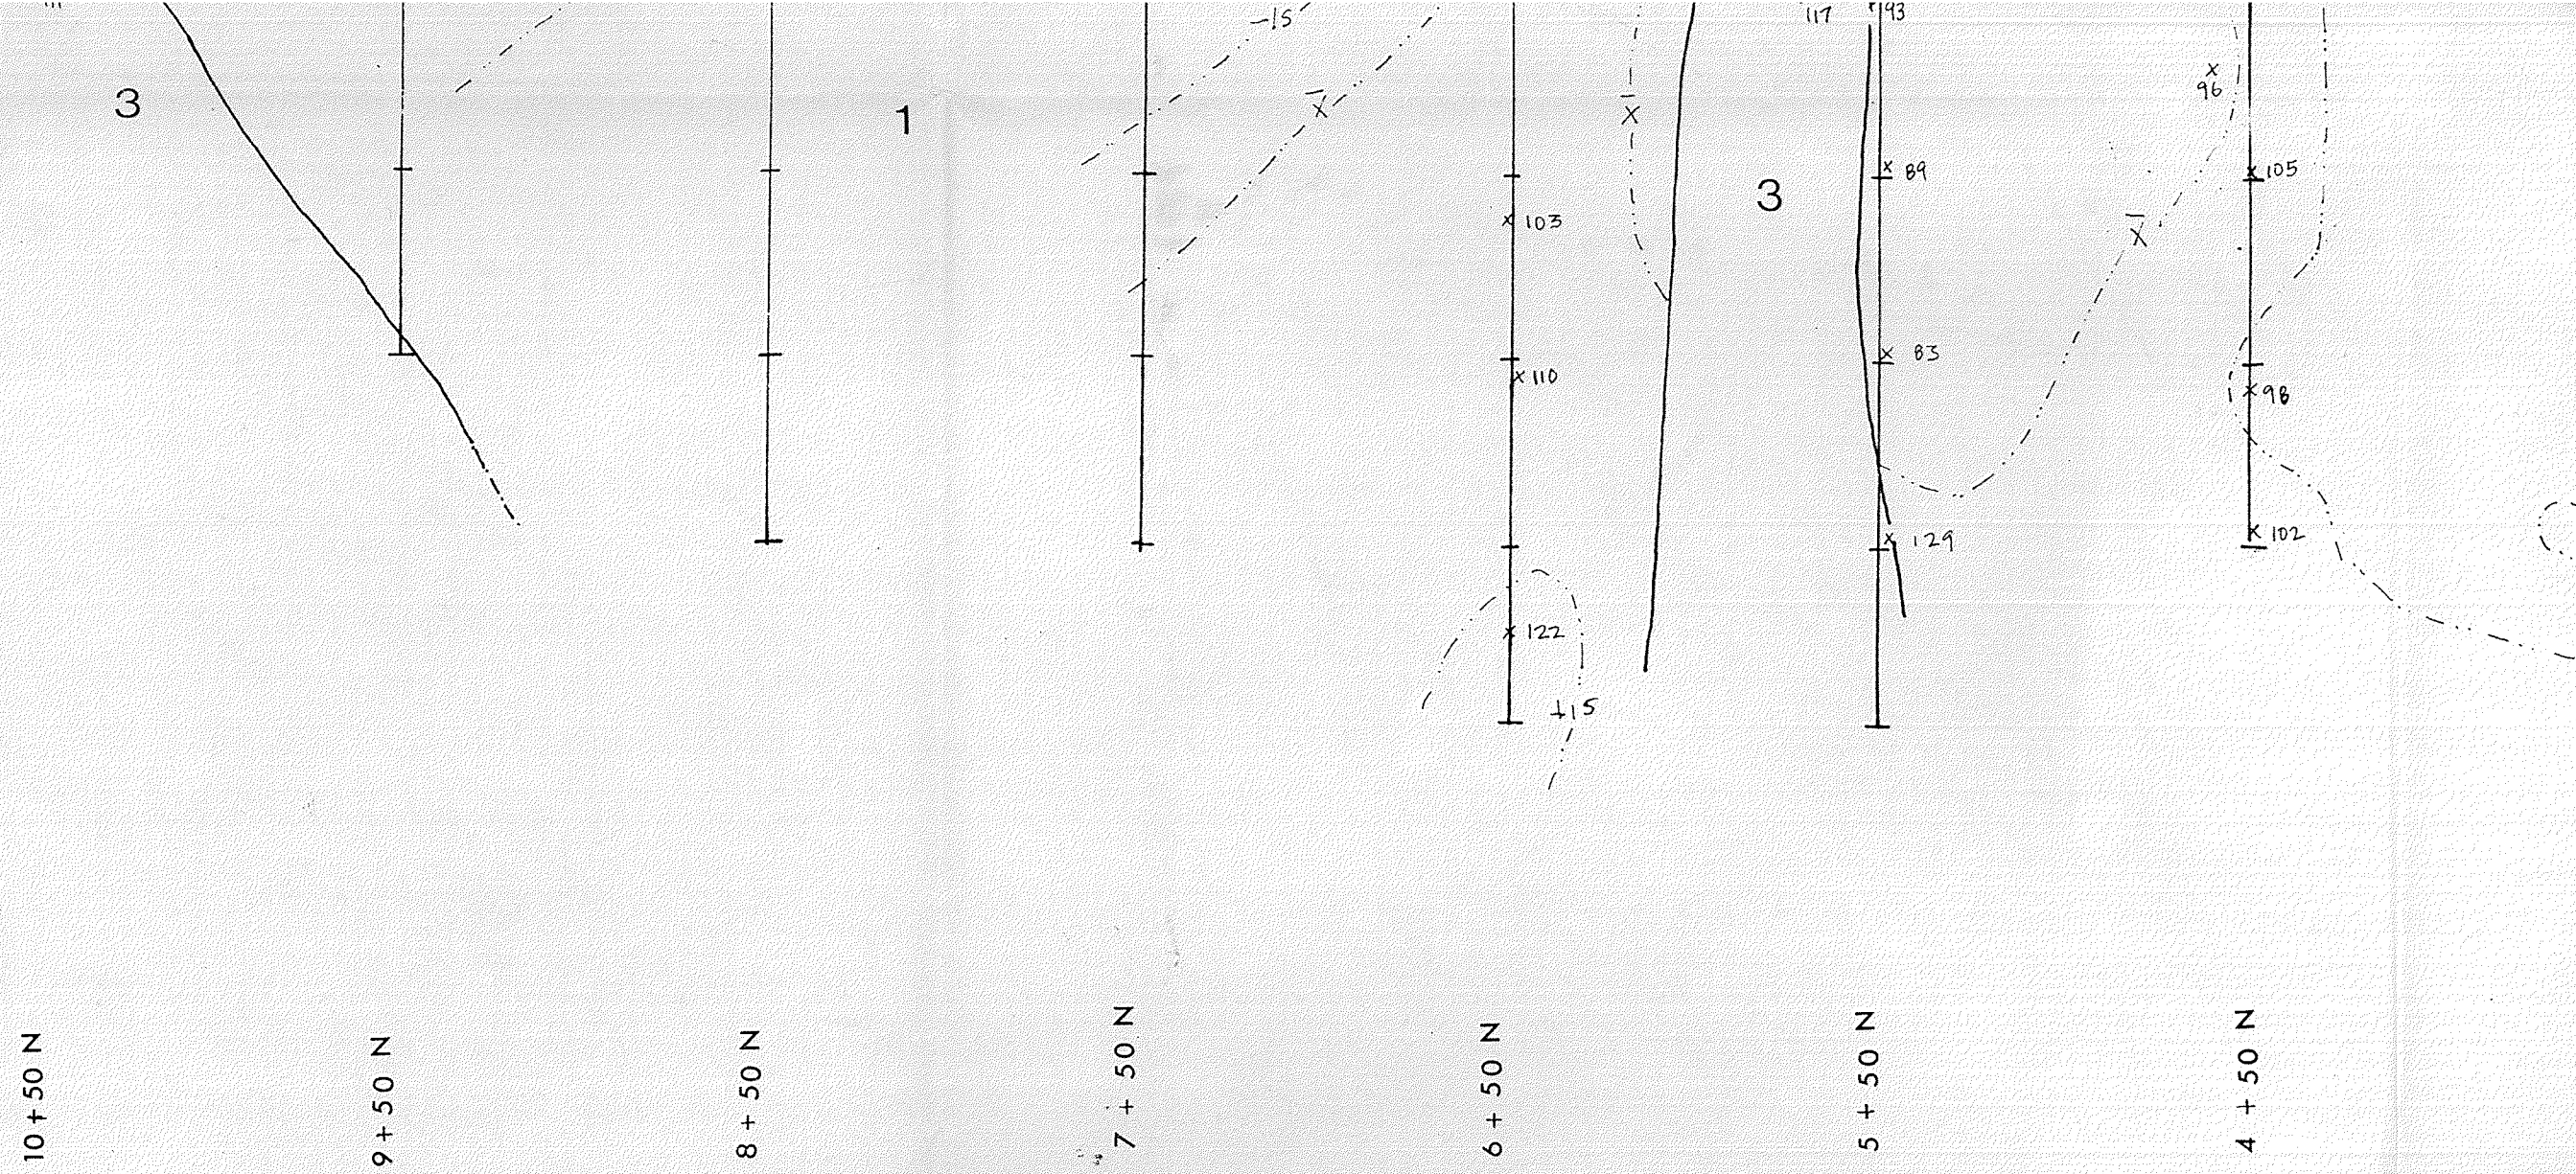 -15
117
93
3
1
X̄
X̄
x
96
x 89
x 105
3
x 103
X̄
x 83
x 110
x 98
x 129
x 102
x 122
+15
10 + 50 N
9 + 50 N
8 + 50 N
7 + 50 N
6 + 50 N
5 + 50 N
4 + 50 N